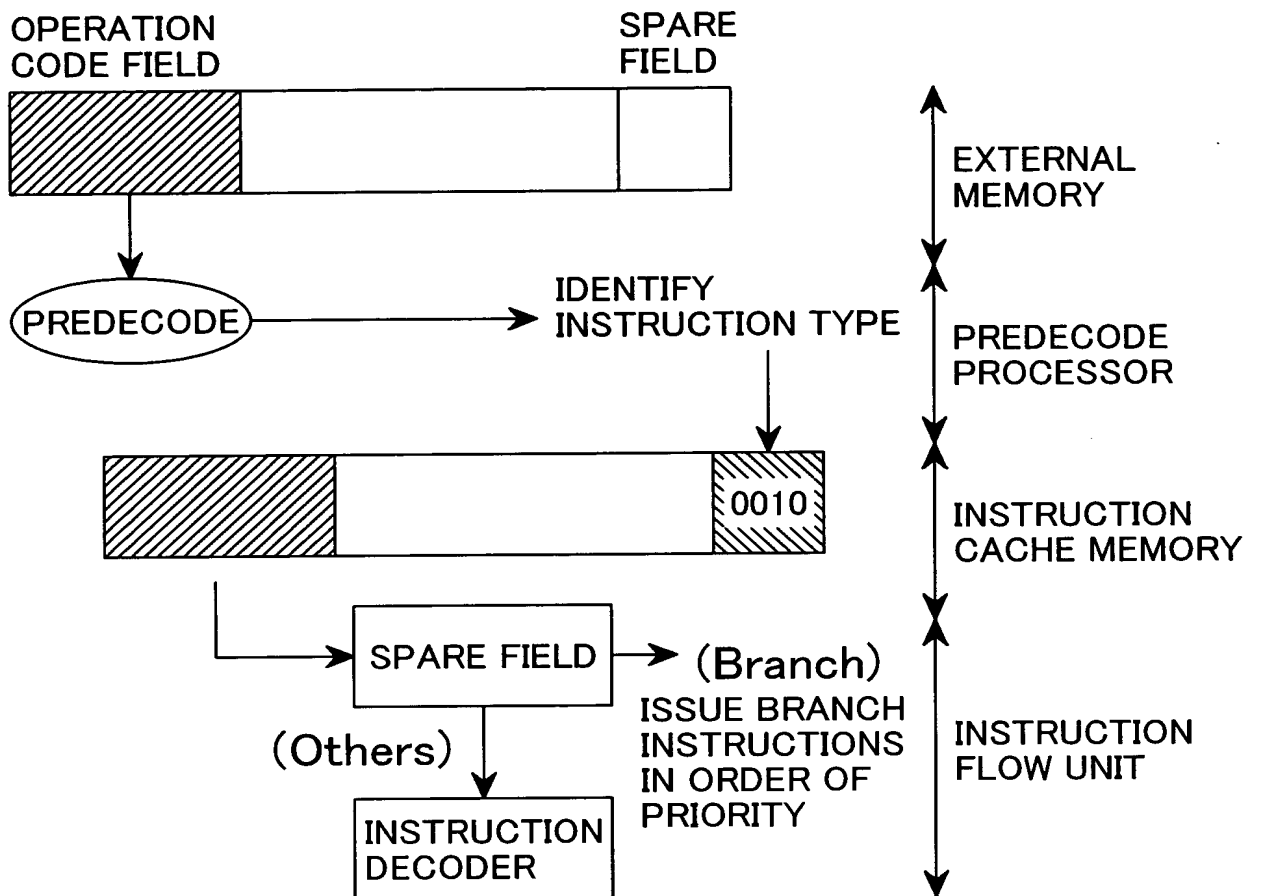 OPERATION
CODE FIELD
SPARE
FIELD
EXTERNAL
MEMORY
PREDECODE
IDENTIFY
INSTRUCTION TYPE
PREDECODE
PROCESSOR
0010
INSTRUCTION
CACHE MEMORY
SPARE FIELD
(Branch)
ISSUE BRANCH
INSTRUCTIONS
IN ORDER OF
PRIORITY
(Others)
INSTRUCTION
FLOW UNIT
INSTRUCTION
DECODER